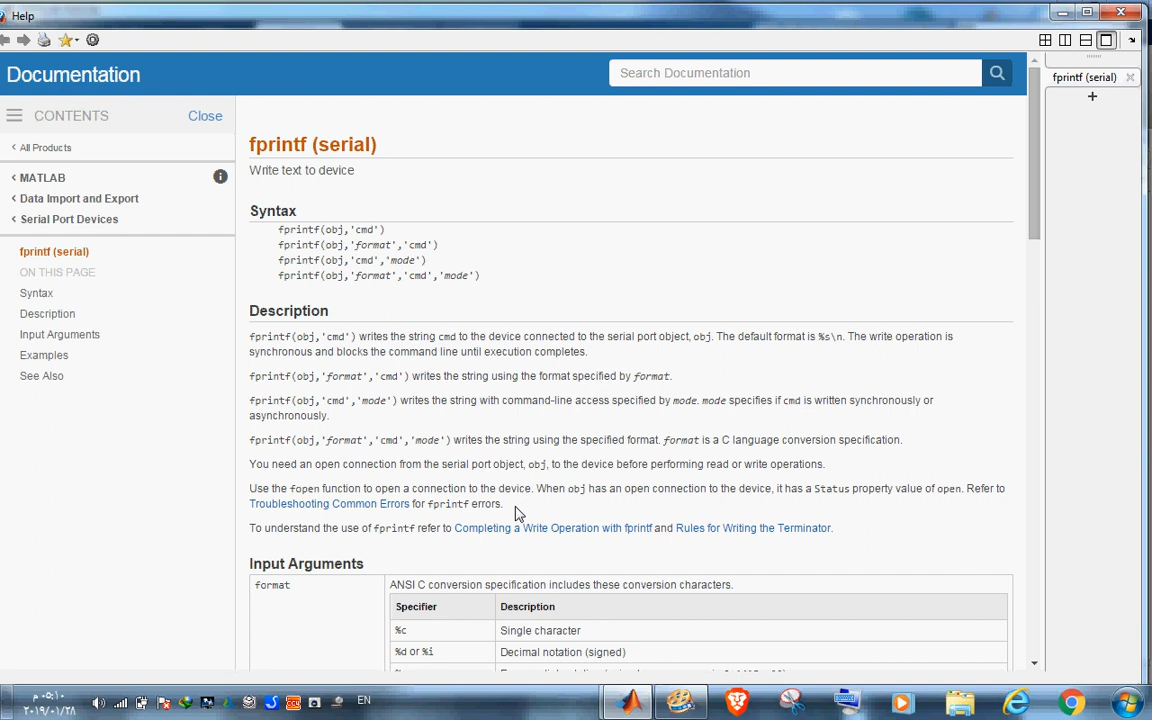 Help
Documentation
Search Documentation
fprintf (serial)
CONTENTS
Close
All Products
MATLAB
Data Import and Export
Serial Port Devices
fprintf (serial)
ON THIS PAGE
Syntax
Description
Input Arguments
Examples
See Also
fprintf (serial)
Write text to device
Syntax
fprintf(obj,'cmd')
fprintf(obj,'format','cmd')
fprintf(obj,'cmd','mode')
fprintf(obj,'format','cmd','mode')
Description
fprintf(obj,'cmd') writes the string cmd to the device connected to the serial port object, obj. The default format is %s\n. The write operation is
synchronous and blocks the command line until execution completes.
fprintf(obj,'format','cmd') writes the string using the format specified by format.
fprintf(obj,'cmd','mode') writes the string with command-line access specified by mode. mode specifies if cmd is written synchronously or
asynchronously.
fprintf(obj,'format','cmd','mode') writes the string using the specified format. format is a C language conversion specification.
You need an open connection from the serial port object, obj, to the device before performing read or write operations.
Use the fopen function to open a connection to the device. When obj has an open connection to the device, it has a Status property value of open. Refer to
Troubleshooting Common Errors for fprintf errors.
To understand the use of fprintf refer to Completing a Write Operation with fprintf and Rules for Writing the Terminator.
Input Arguments
format
ANSI C conversion specification includes these conversion characters.
Specifier Description
%c Single character
%d or %i Decimal notation (signed)
٠٥:١٠ م
٢٠١٩/٠١/٢٨
EN